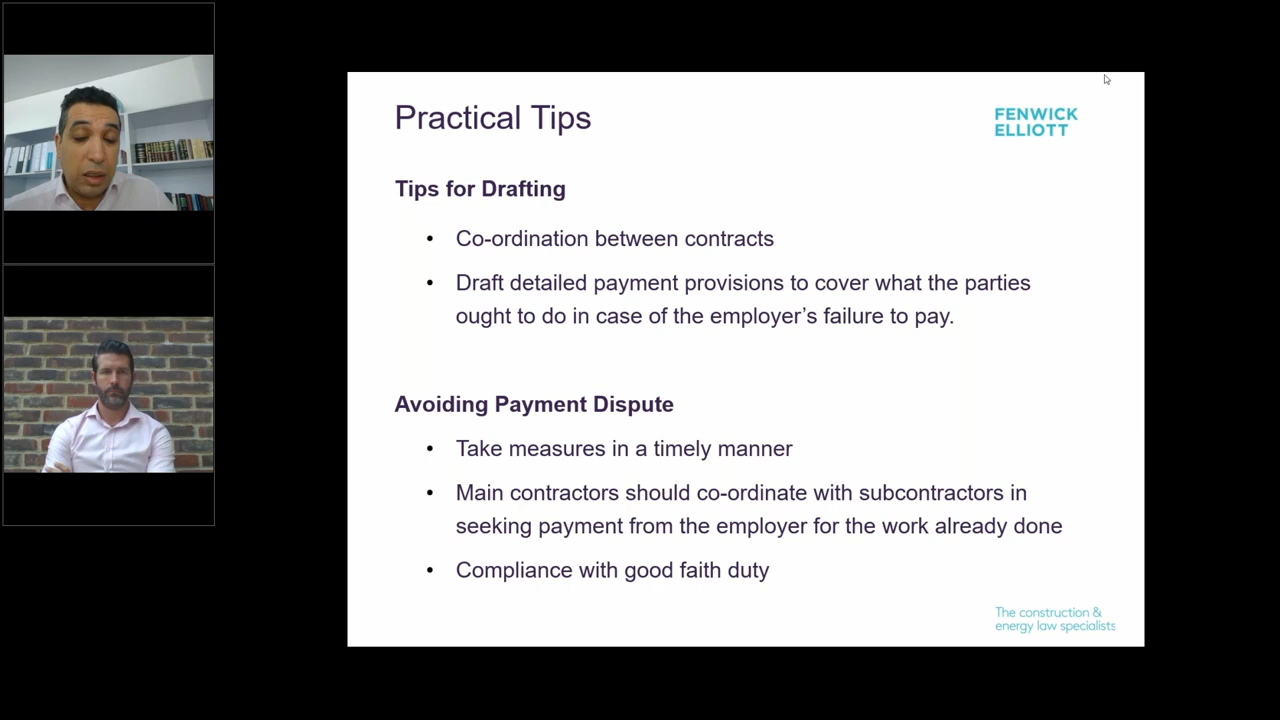 Practical Tips
FENWICK
ELLIOTT
Tips for Drafting
• Co-ordination between contracts
• Draft detailed payment provisions to cover what the parties
ought to do in case of the employer’s failure to pay.
Avoiding Payment Dispute
• Take measures in a timely manner
• Main contractors should co-ordinate with subcontractors in
seeking payment from the employer for the work already done
• Compliance with good faith duty
The construction &
energy law specialists